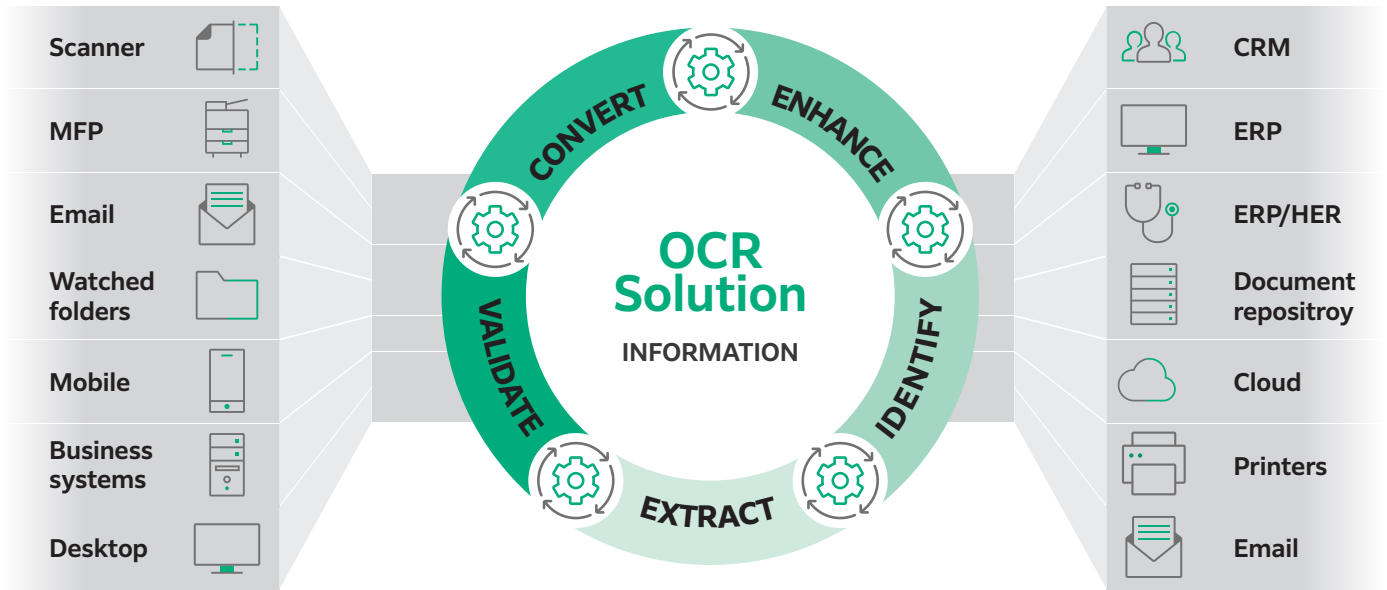 Scanner
MFP
Email
Watched
folders
Mobile
Business
systems
Desktop
CONVERT
ENHANCE
IDENTIFY
EXTRACT
VALIDATE
OCR
Solution
INFORMATION
CRM
ERP
ERP/HER
Document
repositroy
Cloud
Printers
Email